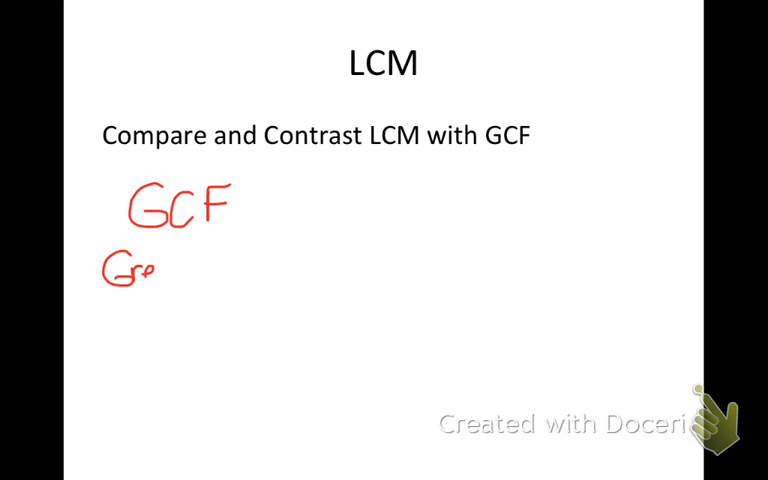 LCM
Compare and Contrast LCM with GCF
GCF
Gre
Created with Doceri